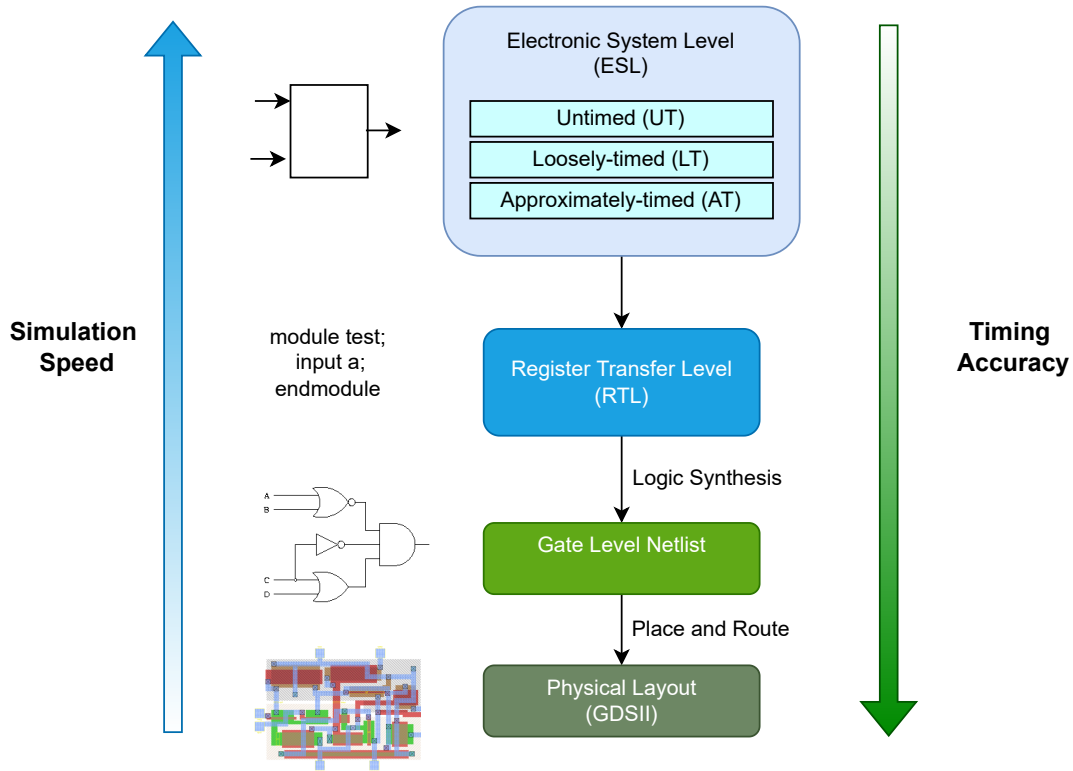 Electronic System Level
(ESL)
Untimed (UT)
Loosely-timed (LT)
Approximately-timed (AT)
Simulation
Speed
module test;
input a;
endmodule
Register Transfer Level
(RTL)
Timing
Accuracy
Logic Synthesis
A
B
C
D
Gate Level Netlist
Place and Route
Physical Layout
(GDSII)